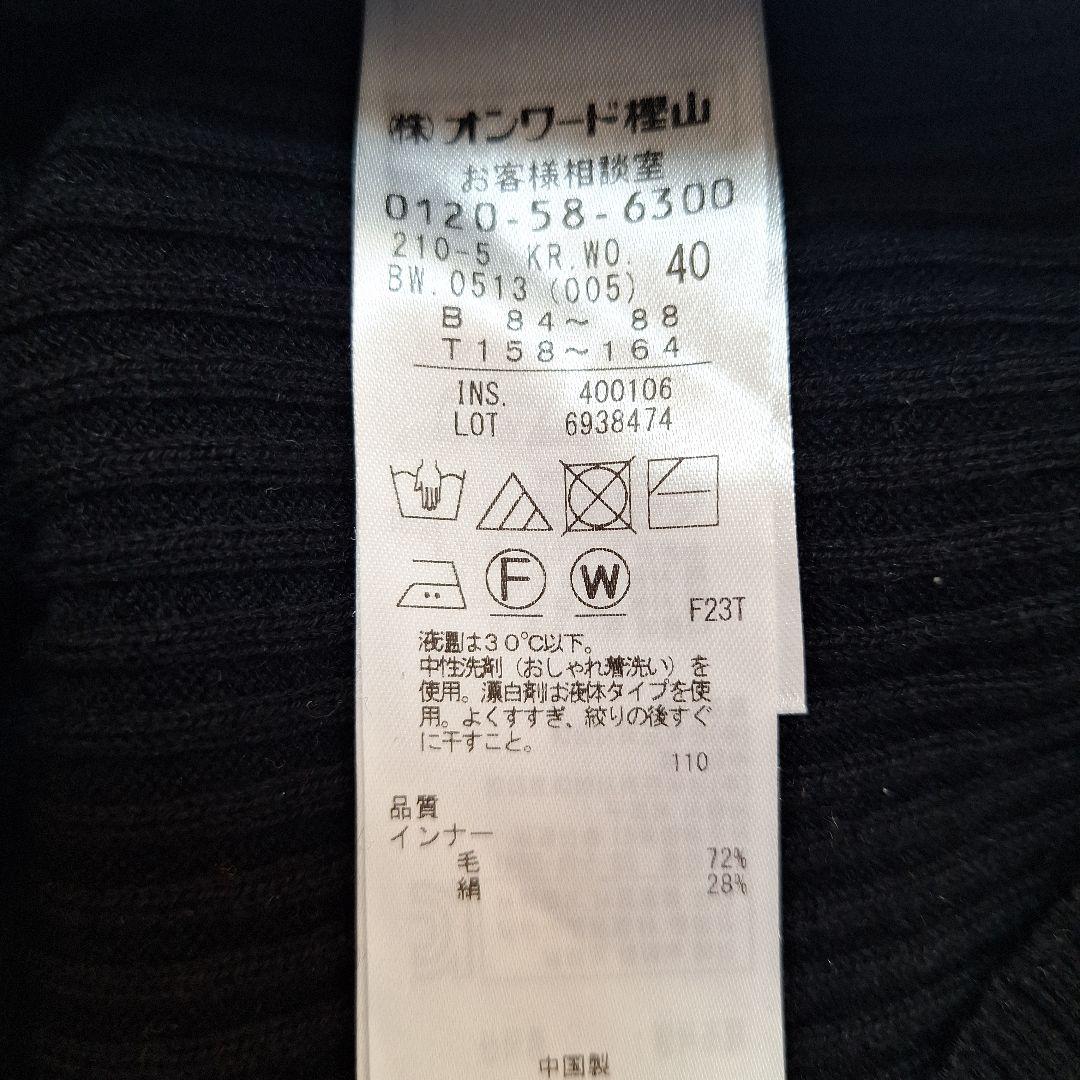 (株)オンワード樫山
お客様相談室
0120-58-6300
210-5 KR.WO. 40
BW.0513 (005)
B 84～ 88
T158～164
INS. 400106
LOT 6938474
F W
F23T
液温は30℃以下。
中性洗剤(おしゃれ着洗い)を
使用。漂白剤は液体タイプを使
用。よくすすぎ、絞りの後すぐ
に干すこと。
110
品質
インナー
毛 72%
絹 28%
中国製